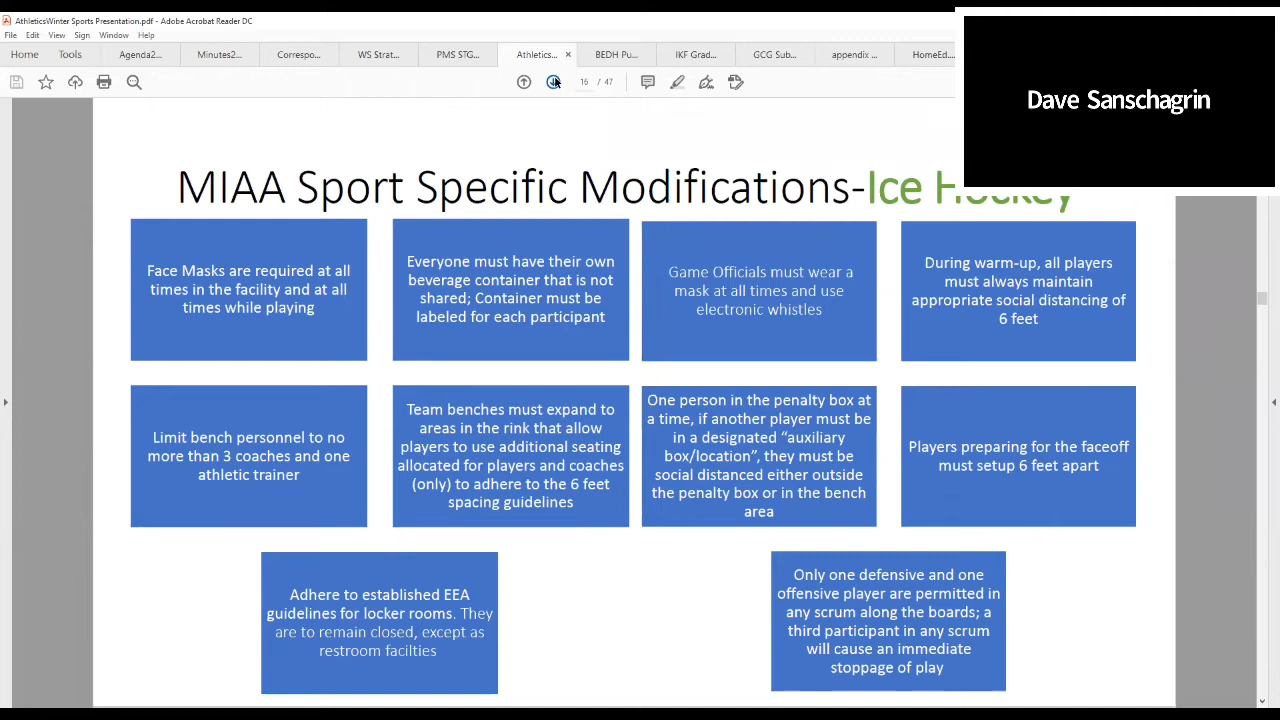 AthleticsWinter Sports Presentation.pdf - Adobe Acrobat Reader DC
File Edit View Sign Window Help
Home Tools Agenda2... Minutes2... Correspo... WS Strat... PMS STG... Athletics... × BEDH Pu... IKF Grad... GCG Sub... appendix ... HomeEd..
16 / 47
Dave Sanschagrin
MIAA Sport Specific Modifications-Ice Hockey
Face Masks are required at all
times in the facility and at all
times while playing
Everyone must have their own
beverage container that is not
shared; Container must be
labeled for each participant
Game Officials must wear a
mask at all times and use
electronic whistles
During warm-up, all players
must always maintain
appropriate social distancing of
6 feet
Limit bench personnel to no
more than 3 coaches and one
athletic trainer
Team benches must expand to
areas in the rink that allow
players to use additional seating
allocated for players and coaches
(only) to adhere to the 6 feet
spacing guidelines
One person in the penalty box at
a time, if another player must be
in a designated “auxiliary
box/location”, they must be
social distanced either outside
the penalty box or in the bench
area
Players preparing for the faceoff
must setup 6 feet apart
Adhere to established EEA
guidelines for locker rooms. They
are to remain closed, except as
restroom facilties
Only one defensive and one
offensive player are permitted in
any scrum along the boards; a
third participant in any scrum
will cause an immediate
stoppage of play